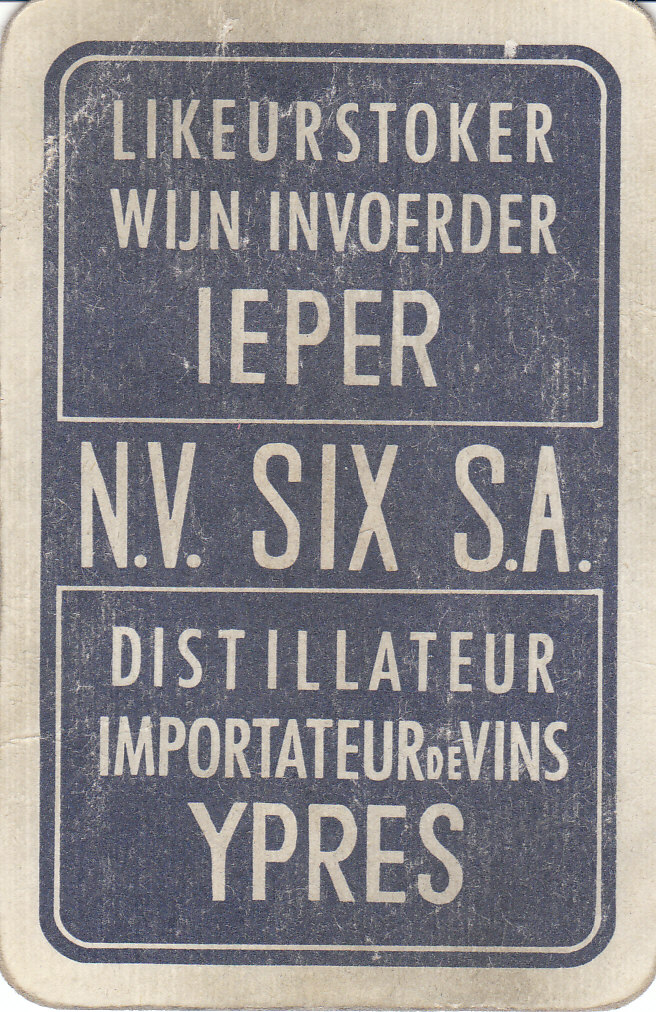 LIKEURSTOKER
WIJN INVOERDER
IEPER
N.V. SIX S.A.
DISTILLATEUR
IMPORTATEUR DE VINS
YPRES